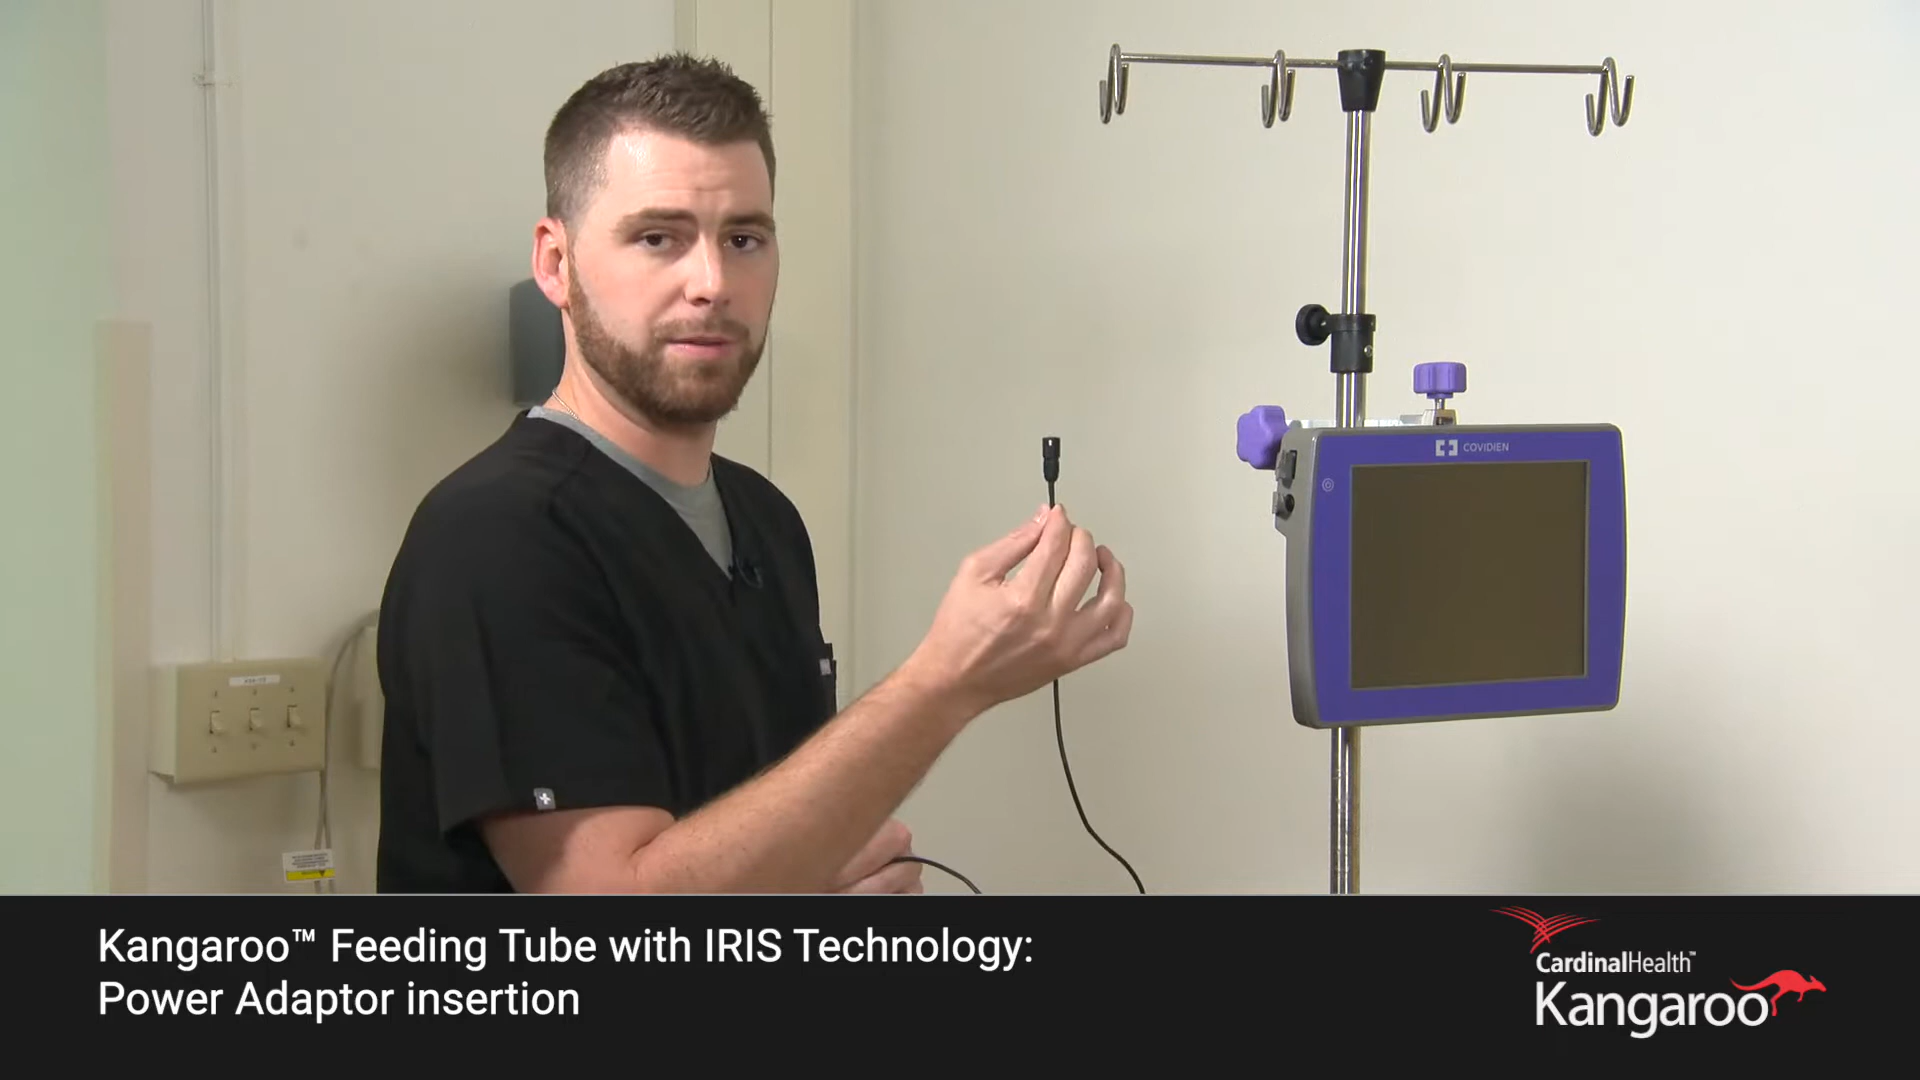 COVIDIEN
Kangaroo™ Feeding Tube with IRIS Technology:
Power Adaptor insertion
CardinalHealth™
Kangaroo